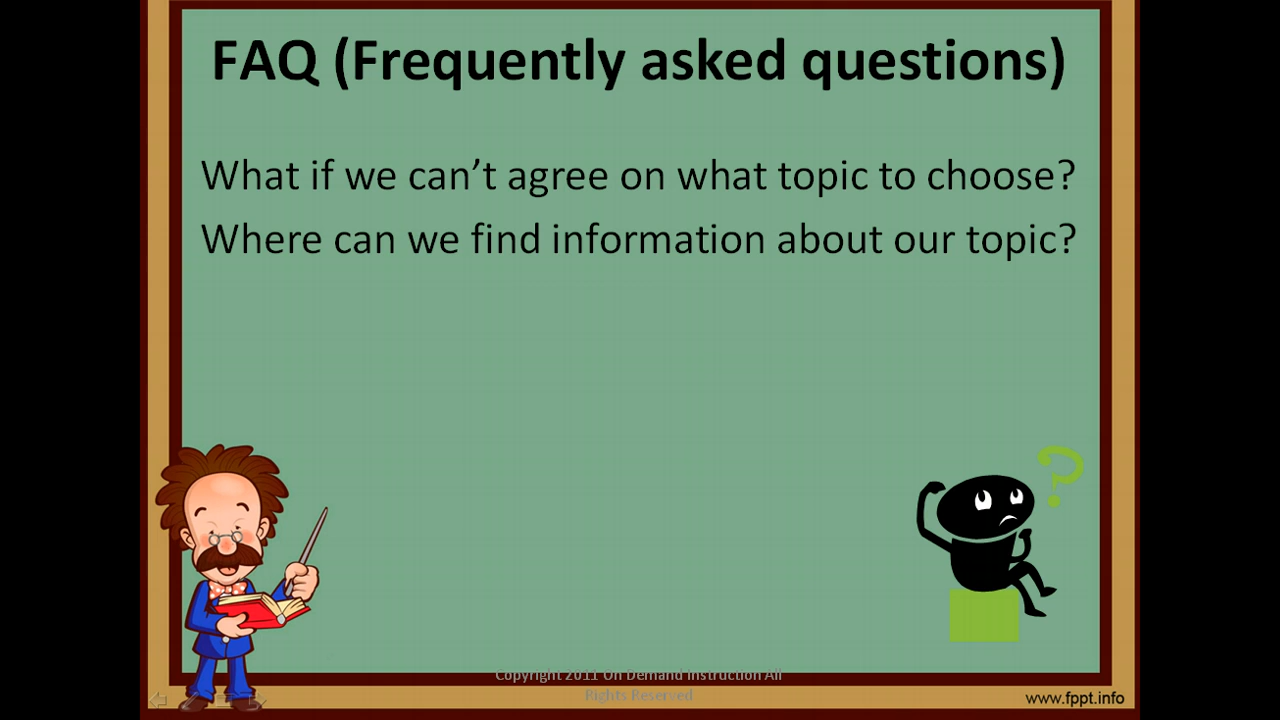 FAQ (Frequently asked questions)
What if we can’t agree on what topic to choose?
Where can we find information about our topic?
?
Copyright 2011 On Demand Instruction All
Rights Reserved
www.fppt.info